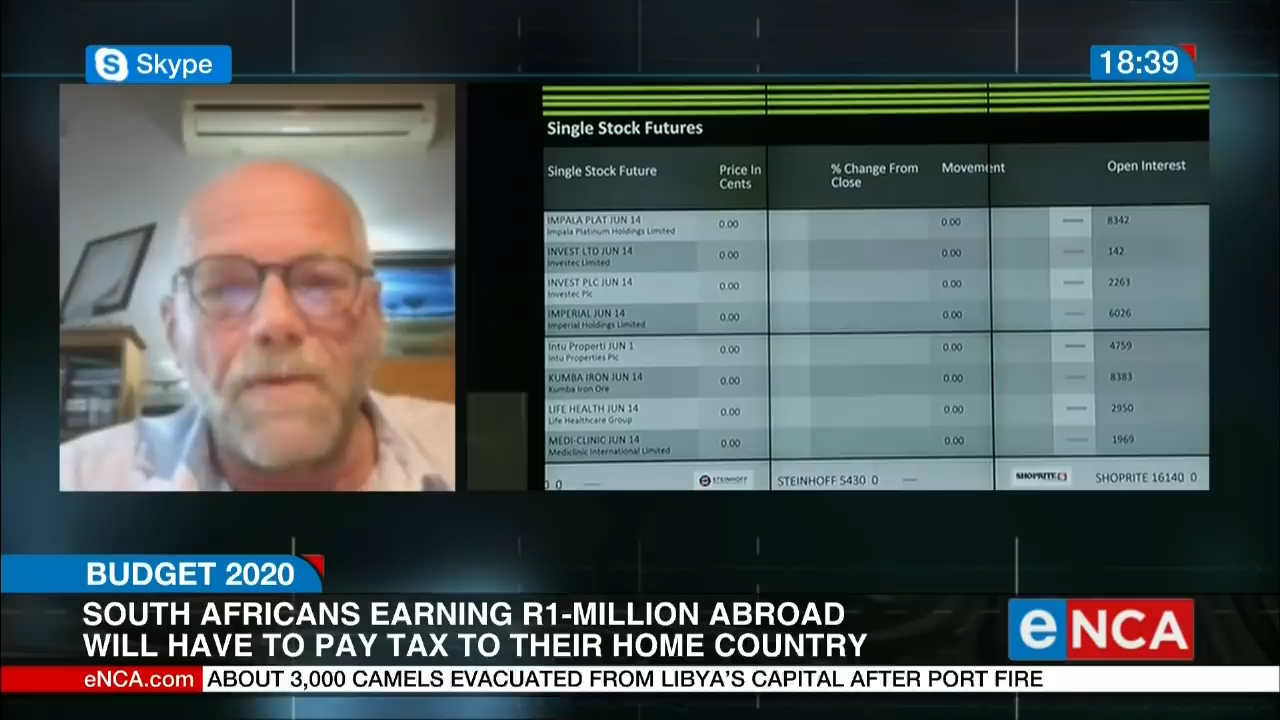 Skype
18:39
Single Stock Futures
Single Stock Future Price In Cents % Change From Close Movement Open Interest
IMPALA PLAT JUN 14 0.00 0.00 8342
Impala Platinum Holdings Limited
INVEST LTD JUN 14 0.00 0.00 142
Investec Limited
INVEST PLC JUN 14 0.00 0.00 2263
Investec Plc
IMPERIAL JUN 14 0.00 0.00 6026
Imperial Holdings Limited
Intu Properti JUN 1 0.00 0.00 4759
Intu Properties Plc
KUMBA IRON JUN 14 0.00 0.00 8383
Kumba Iron Ore
LIFE HEALTH JUN 14 0.00 0.00 2950
Life Healthcare Group
MEDI-CLINIC JUN 14 0.00 0.00 1969
Mediclinic International Limited
0 0 STEINHOFF STEINHOFF 5430 0 SHOPRITE SHOPRITE 16140 0
BUDGET 2020
SOUTH AFRICANS EARNING R1-MILLION ABROAD
WILL HAVE TO PAY TAX TO THEIR HOME COUNTRY
eNCA
eNCA.com ABOUT 3,000 CAMELS EVACUATED FROM LIBYA'S CAPITAL AFTER PORT FIRE